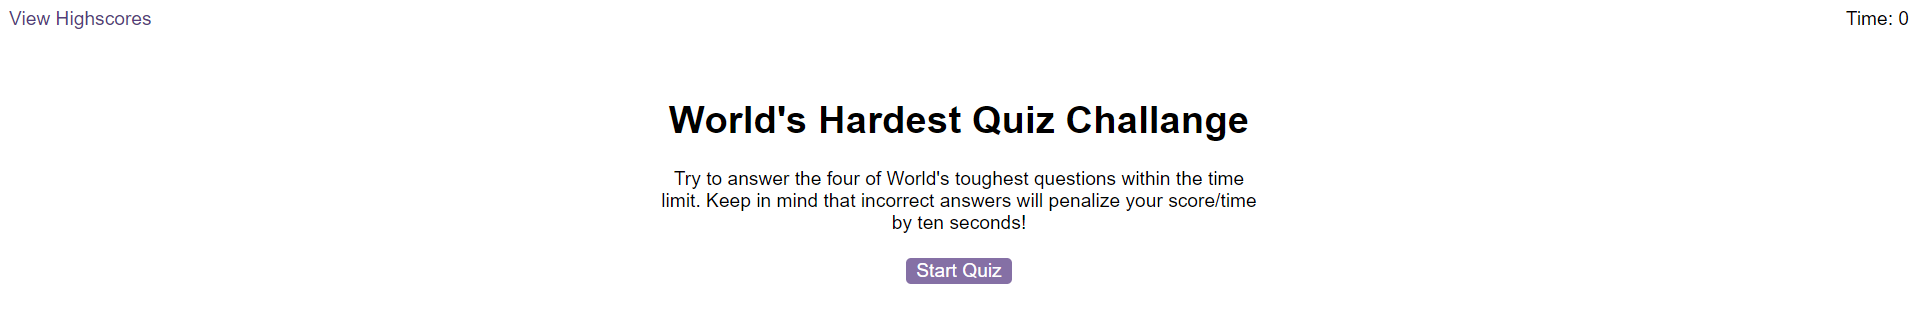 View Highscores
Time: 0
World's Hardest Quiz Challange
Try to answer the four of World's toughest questions within the time
limit. Keep in mind that incorrect answers will penalize your score/time
by ten seconds!
Start Quiz